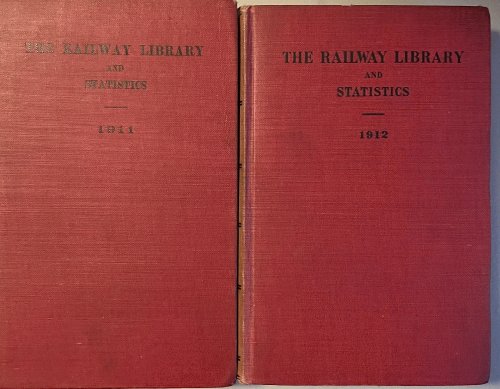 THE RAILWAY LIBRARY
AND
STATISTICS
1911
THE RAILWAY LIBRARY
AND
STATISTICS
1912